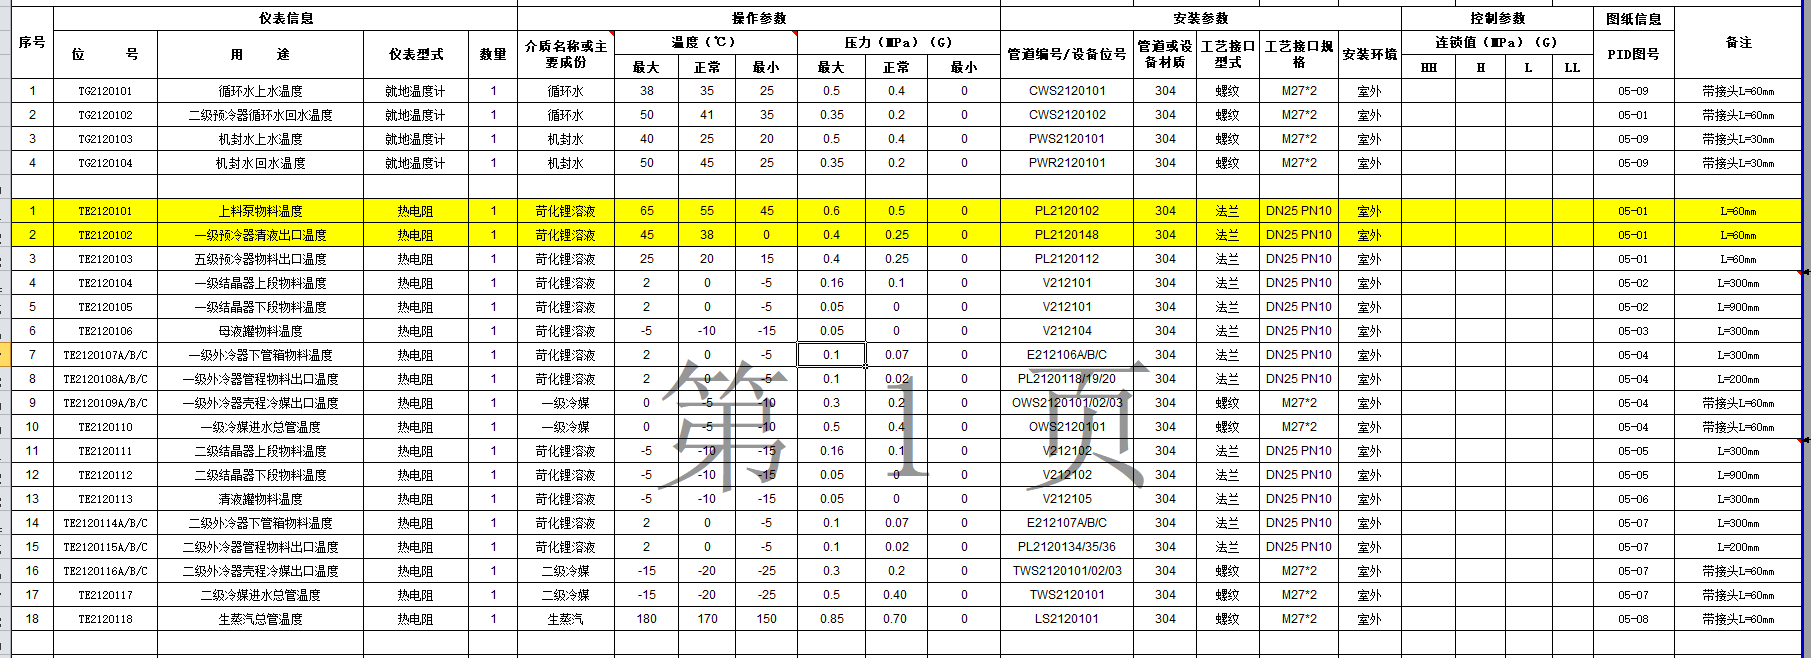 仪表信息 操作参数 安装参数 控制参数 图纸信息
序号 位 号 用 途 仪表型式 数量 介质名称或主要成份 温度（℃） 压力（MPa）(G) 管道编号/设备位号 管道或设备材质 工艺接口型式 工艺接口规格 安装环境 连锁值（MPa）(G) PID图号 备注
最大 正常 最小 最大 正常 最小 HH H L LL
1 TG2120101 循环水上水温度 就地温度计 1 循环水 38 35 25 0.5 0.4 0 CWS2120101 304 螺纹 M27*2 室外 05-09 带接头L=60mm
2 TG2120102 二级预冷器循环水回水温度 就地温度计 1 循环水 50 41 35 0.35 0.2 0 CWS2120102 304 螺纹 M27*2 室外 05-01 带接头L=60mm
3 TG2120103 机封水上水温度 就地温度计 1 机封水 40 25 20 0.5 0.4 0 PWS2120101 304 螺纹 M27*2 室外 05-09 带接头L=30mm
4 TG2120104 机封水回水温度 就地温度计 1 机封水 50 45 25 0.35 0.2 0 PWR2120101 304 螺纹 M27*2 室外 05-09 带接头L=30mm
1 TE2120101 上料泵物料温度 热电阻 1 苛化锂溶液 65 55 45 0.6 0.5 0 PL2120102 304 法兰 DN25 PN10 室外 05-01 L=60mm
2 TE2120102 一级预冷器清液出口温度 热电阻 1 苛化锂溶液 45 38 0 0.4 0.25 0 PL2120148 304 法兰 DN25 PN10 室外 05-01 L=60mm
3 TE2120103 五级预冷器物料出口温度 热电阻 1 苛化锂溶液 25 20 15 0.4 0.25 0 PL2120112 304 法兰 DN25 PN10 室外 05-01 L=60mm
4 TE2120104 一级结晶器上段物料温度 热电阻 1 苛化锂溶液 2 0 -5 0.16 0.1 0 V212101 304 法兰 DN25 PN10 室外 05-02 L=300mm
5 TE2120105 一级结晶器下段物料温度 热电阻 1 苛化锂溶液 2 0 -5 0.05 0 0 V212101 304 法兰 DN25 PN10 室外 05-02 L=900mm
6 TE2120106 母液罐物料温度 热电阻 1 苛化锂溶液 -5 -10 -15 0.05 0 0 V212104 304 法兰 DN25 PN10 室外 05-03 L=300mm
7 TE2120107A/B/C 一级外冷器下管箱物料温度 热电阻 1 苛化锂溶液 2 0 -5 0.1 0.07 0 E212106A/B/C 304 法兰 DN25 PN10 室外 05-04 L=300mm
8 TE2120108A/B/C 一级外冷器管程物料出口温度 热电阻 1 苛化锂溶液 2 0 -5 0.1 0.02 0 PL2120118/19/20 304 法兰 DN25 PN10 室外 05-04 L=200mm
9 TE2120109A/B/C 一级外冷器壳程冷媒出口温度 热电阻 1 一级冷媒 0 -5 -10 0.3 0.2 0 OWS2120101/02/03 304 螺纹 M27*2 室外 05-04 带接头L=60mm
10 TE2120110 一级冷媒进水总管温度 热电阻 1 一级冷媒 0 -5 -10 0.5 0.4 0 OWS2120101 304 螺纹 M27*2 室外 05-04 带接头L=60mm
11 TE2120111 二级结晶器上段物料温度 热电阻 1 苛化锂溶液 -5 -10 -15 0.16 0.1 0 V212102 304 法兰 DN25 PN10 室外 05-05 L=300mm
12 TE2120112 二级结晶器下段物料温度 热电阻 1 苛化锂溶液 -5 -10 -15 0.05 0 0 V212102 304 法兰 DN25 PN10 室外 05-05 L=900mm
13 TE2120113 清液罐物料温度 热电阻 1 苛化锂溶液 -5 -10 -15 0.05 0 0 V212105 304 法兰 DN25 PN10 室外 05-06 L=300mm
14 TE2120114A/B/C 二级外冷器下管箱物料温度 热电阻 1 苛化锂溶液 2 0 -5 0.1 0.07 0 E212107A/B/C 304 法兰 DN25 PN10 室外 05-07 L=300mm
15 TE2120115A/B/C 二级外冷器管程物料出口温度 热电阻 1 苛化锂溶液 2 0 -5 0.1 0.02 0 PL2120134/35/36 304 法兰 DN25 PN10 室外 05-07 L=200mm
16 TE2120116A/B/C 二级外冷器壳程冷媒出口温度 热电阻 1 二级冷媒 -15 -20 -25 0.3 0.2 0 TWS2120101/02/03 304 螺纹 M27*2 室外 05-07 带接头L=60mm
17 TE2120117 二级冷媒进水总管温度 热电阻 1 二级冷媒 -15 -20 -25 0.5 0.40 0 TWS2120101 304 螺纹 M27*2 室外 05-07 带接头L=60mm
18 TE2120118 生蒸汽总管温度 热电阻 1 生蒸汽 180 170 150 0.85 0.70 0 LS2120101 304 螺纹 M27*2 室外 05-08 带接头L=60mm
第 1 页